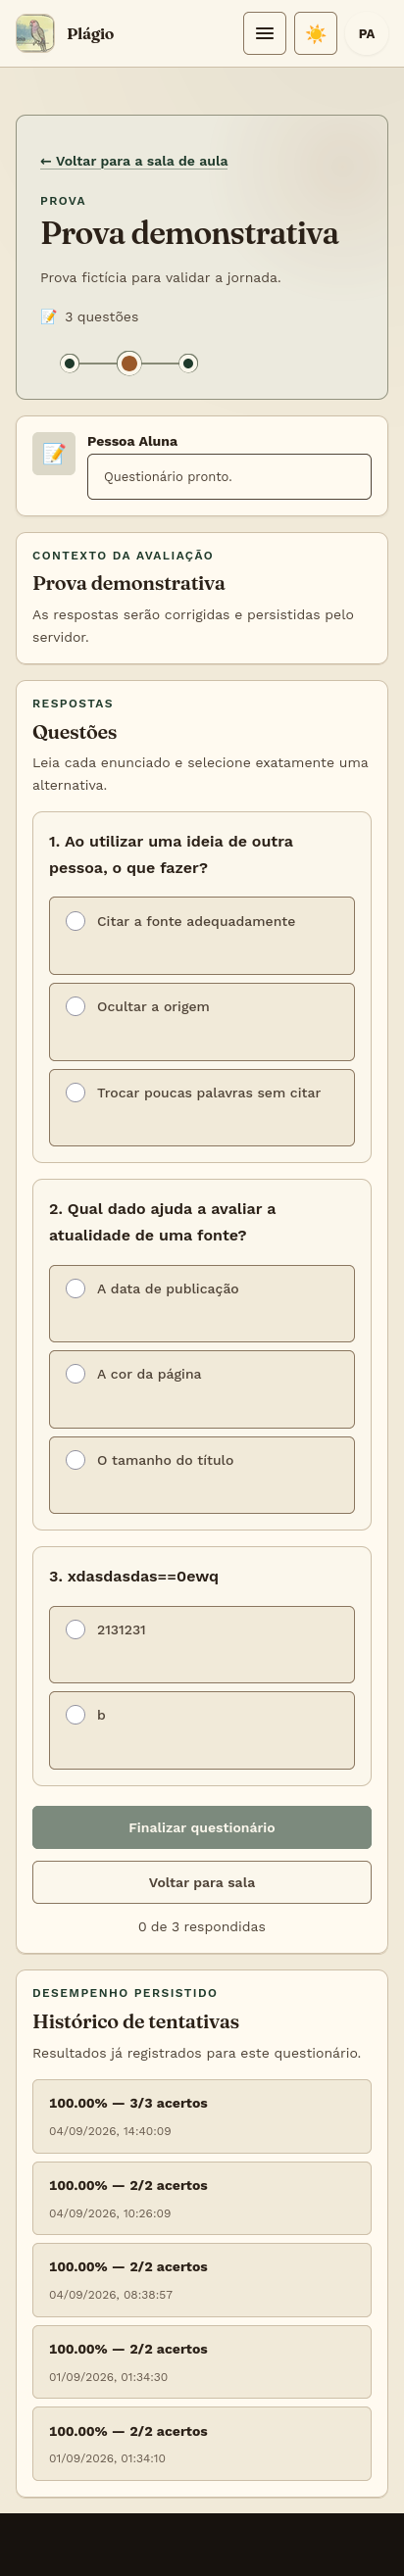 Plágio
PA
← Voltar para a sala de aula
PROVA
Prova demonstrativa
Prova fictícia para validar a jornada.
3 questões
Pessoa Aluna
Questionário pronto.
CONTEXTO DA AVALIAÇÃO
Prova demonstrativa
As respostas serão corrigidas e persistidas pelo
servidor.
RESPOSTAS
Questões
Leia cada enunciado e selecione exatamente uma
alternativa.
1. Ao utilizar uma ideia de outra
pessoa, o que fazer?
Citar a fonte adequadamente
Ocultar a origem
Trocar poucas palavras sem citar
2. Qual dado ajuda a avaliar a
atualidade de uma fonte?
A data de publicação
A cor da página
O tamanho do título
3. xdasdasdas==0ewq
2131231
b
Finalizar questionário
Voltar para sala
0 de 3 respondidas
DESEMPENHO PERSISTIDO
Histórico de tentativas
Resultados já registrados para este questionário.
100.00% — 3/3 acertos
04/09/2026, 14:40:09
100.00% — 2/2 acertos
04/09/2026, 10:26:09
100.00% — 2/2 acertos
04/09/2026, 08:38:57
100.00% — 2/2 acertos
01/09/2026, 01:34:30
100.00% — 2/2 acertos
01/09/2026, 01:34:10